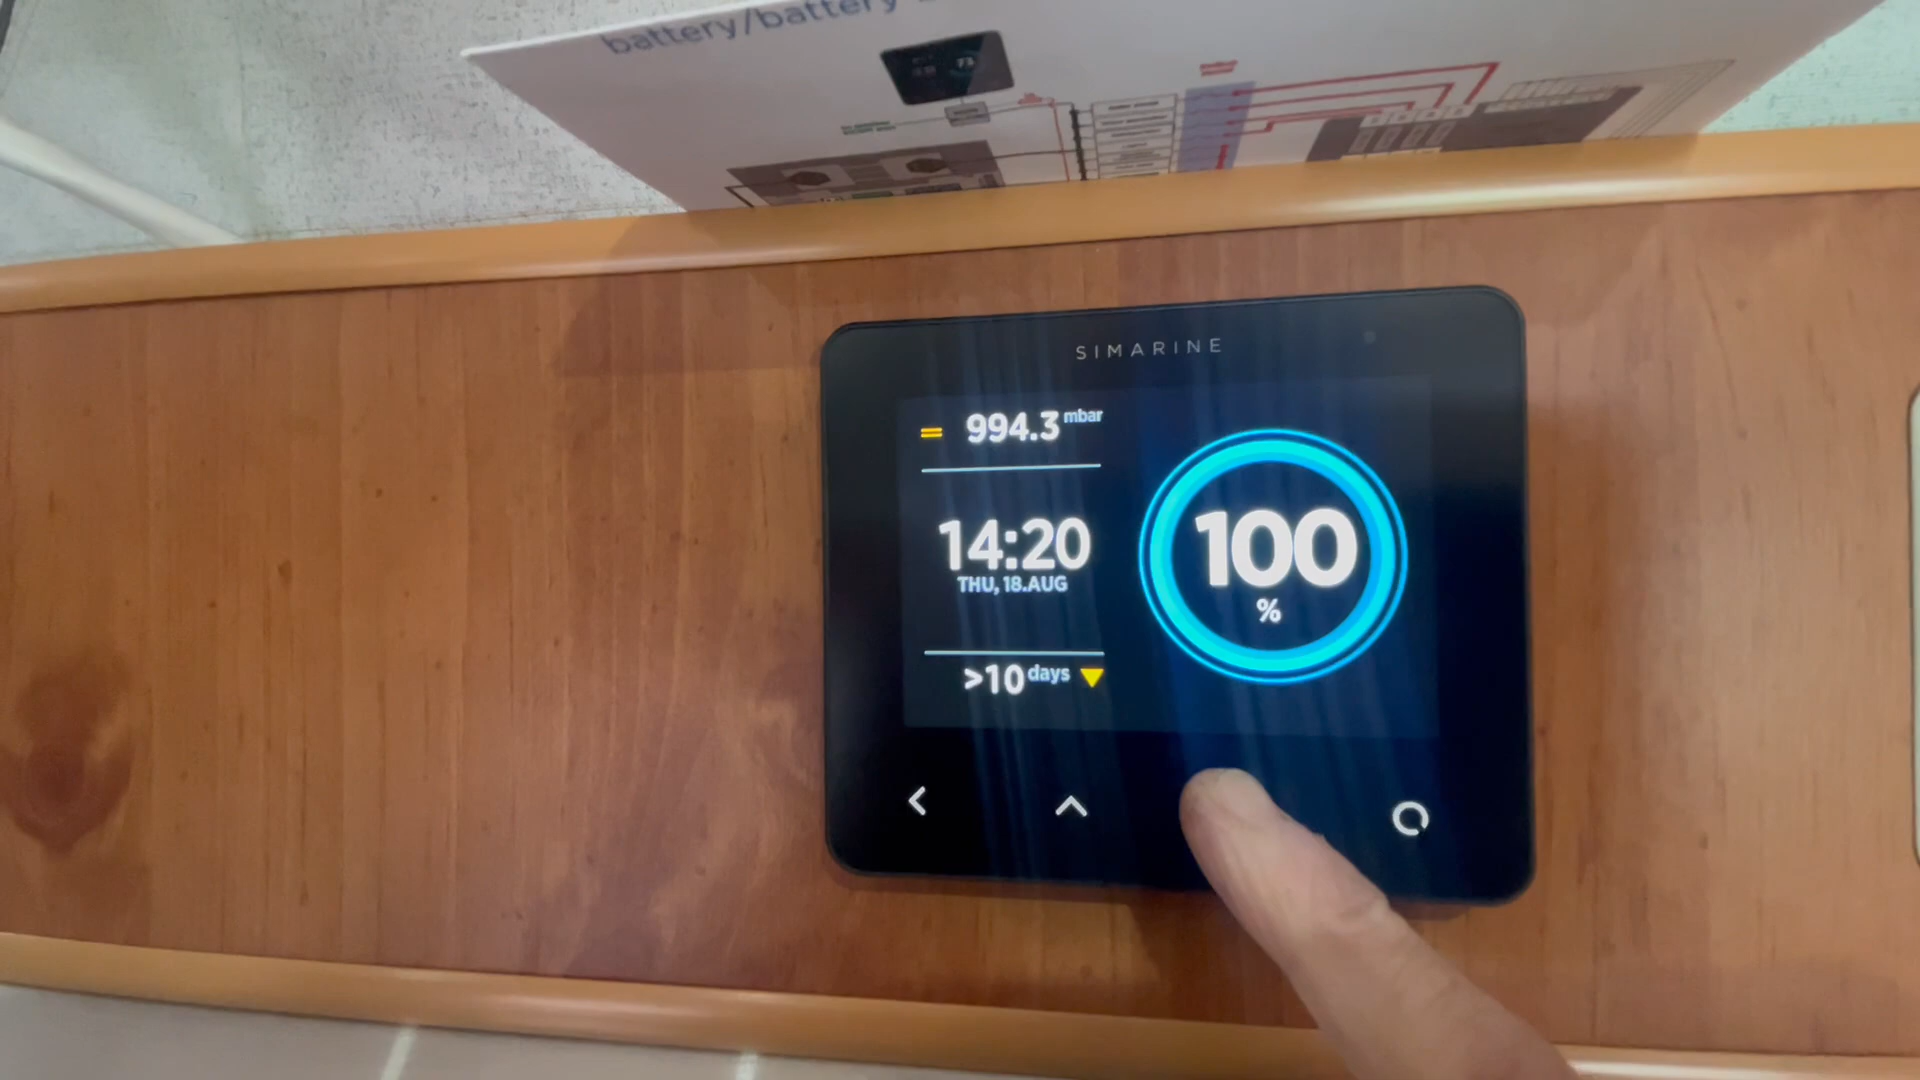 battery/battery
SIMARINE
= 994.3 mbar
14:20
THU, 18.AUG
>10 days
100
%